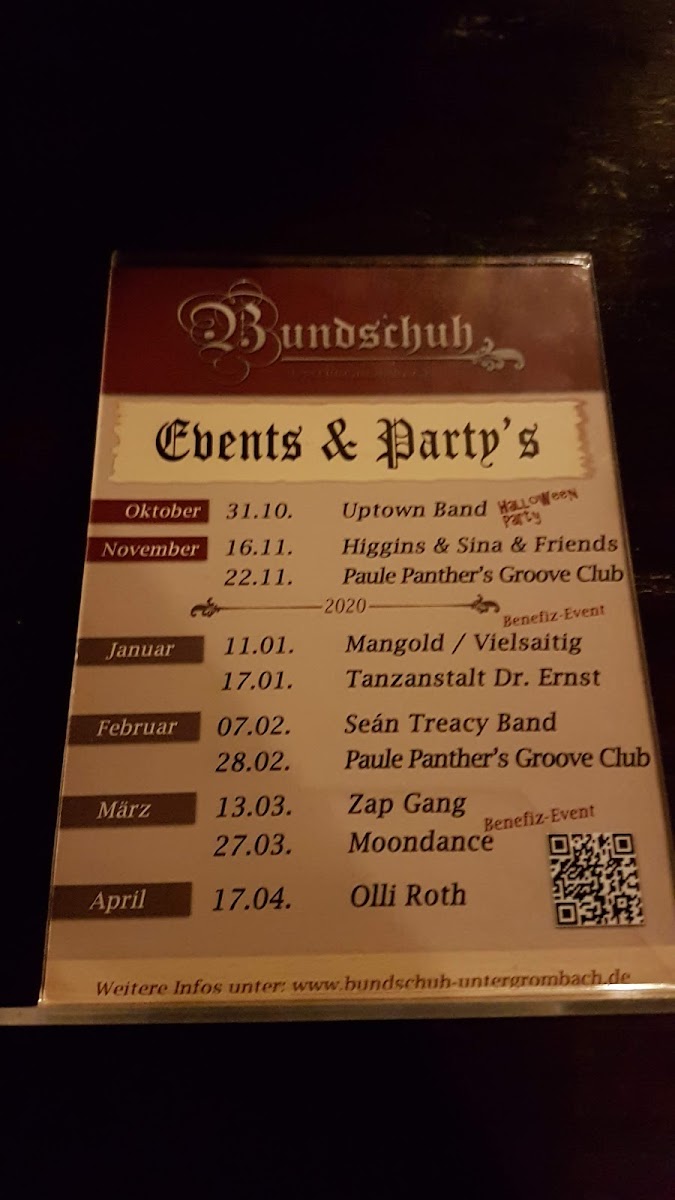 Bundschuh
Events & Party's
Oktober 31.10. Uptown Band Halloween Party
November 16.11. Higgins & Sina & Friends
22.11. Paule Panther's Groove Club
2020
Benefiz-Event
Januar 11.01. Mangold / Vielsaitig
17.01. Tanzanstalt Dr. Ernst
Februar 07.02. Seán Treacy Band
28.02. Paule Panther's Groove Club
März 13.03. Zap Gang
Benefiz-Event
27.03. Moondance
April 17.04. Olli Roth
Weitere Infos unter: www.bundschuh-untergrombach.de